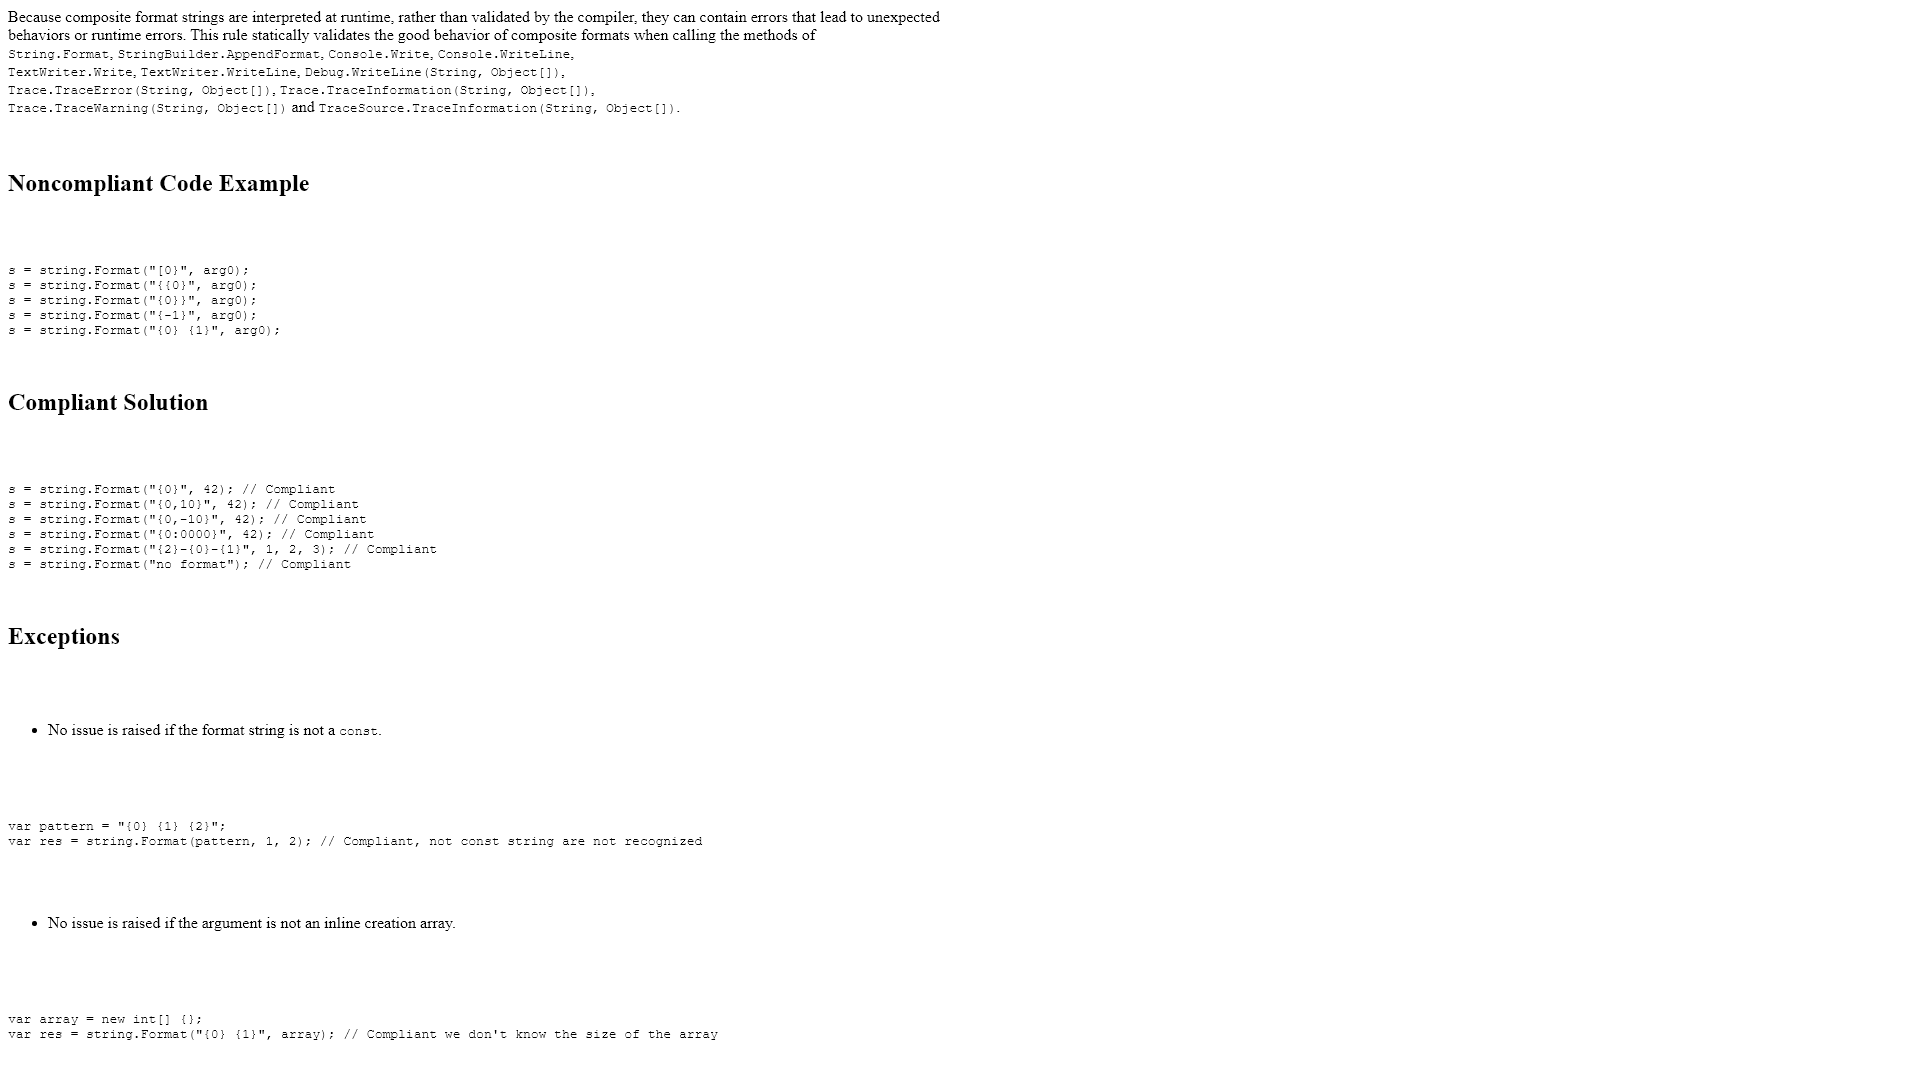 Because composite format strings are interpreted at runtime, rather than validated by the compiler, they can contain errors that lead to unexpected
behaviors or runtime errors. This rule statically validates the good behavior of composite formats when calling the methods of
String.Format, StringBuilder.AppendFormat, Console.Write, Console.WriteLine,
TextWriter.Write, TextWriter.WriteLine, Debug.WriteLine(String, Object[]),
Trace.TraceError(String, Object[]), Trace.TraceInformation(String, Object[]),
Trace.TraceWarning(String, Object[]) and TraceSource.TraceInformation(String, Object[]).
Noncompliant Code Example
s = string.Format("[0}", arg0);
s = string.Format("{{0}", arg0);
s = string.Format("{0}}", arg0);
s = string.Format("{-1}", arg0);
s = string.Format("{0} {1}", arg0);
Compliant Solution
s = string.Format("{0}", 42); // Compliant
s = string.Format("{0,10}", 42); // Compliant
s = string.Format("{0,-10}", 42); // Compliant
s = string.Format("{0:0000}", 42); // Compliant
s = string.Format("{2}-{0}-{1}", 1, 2, 3); // Compliant
s = string.Format("no format"); // Compliant
Exceptions
• No issue is raised if the format string is not a const.
var pattern = "{0} {1} {2}";
var res = string.Format(pattern, 1, 2); // Compliant, not const string are not recognized
• No issue is raised if the argument is not an inline creation array.
var array = new int[] {};
var res = string.Format("{0} {1}", array); // Compliant we don't know the size of the array